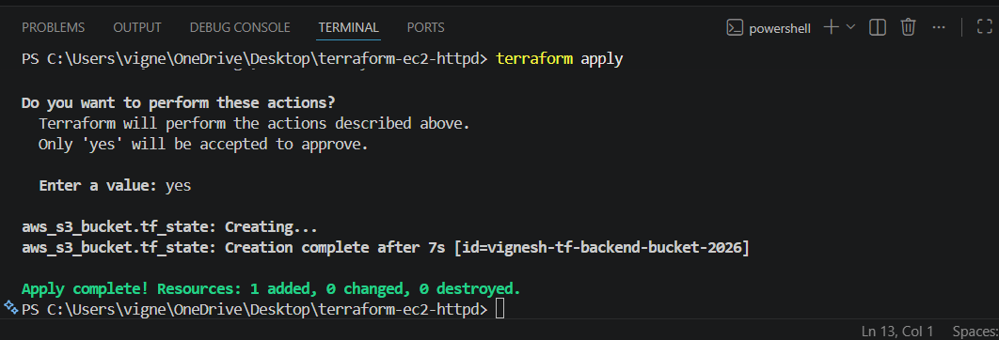 PROBLEMS OUTPUT DEBUG CONSOLE TERMINAL PORTS powershell
PS C:\Users\vigne\OneDrive\Desktop\terraform-ec2-httpd> terraform apply
Do you want to perform these actions?
Terraform will perform the actions described above.
Only 'yes' will be accepted to approve.
Enter a value: yes
aws_s3_bucket.tf_state: Creating...
aws_s3_bucket.tf_state: Creation complete after 7s [id=vignesh-tf-backend-bucket-2026]
Apply complete! Resources: 1 added, 0 changed, 0 destroyed.
PS C:\Users\vigne\OneDrive\Desktop\terraform-ec2-httpd>
Ln 13, Col 1 Spaces: